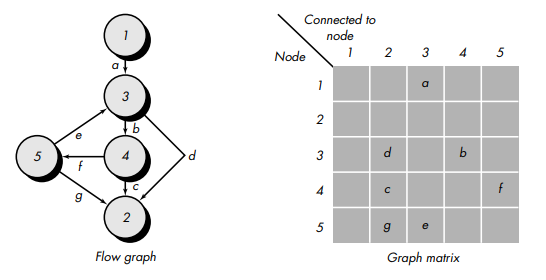 Connected to
node
Node
1 2 3 4 5
1 a
2
3 d b
4 c f
5 g e
Graph matrix
1
a
3
e b
5 f 4 d
g c
2
Flow graph